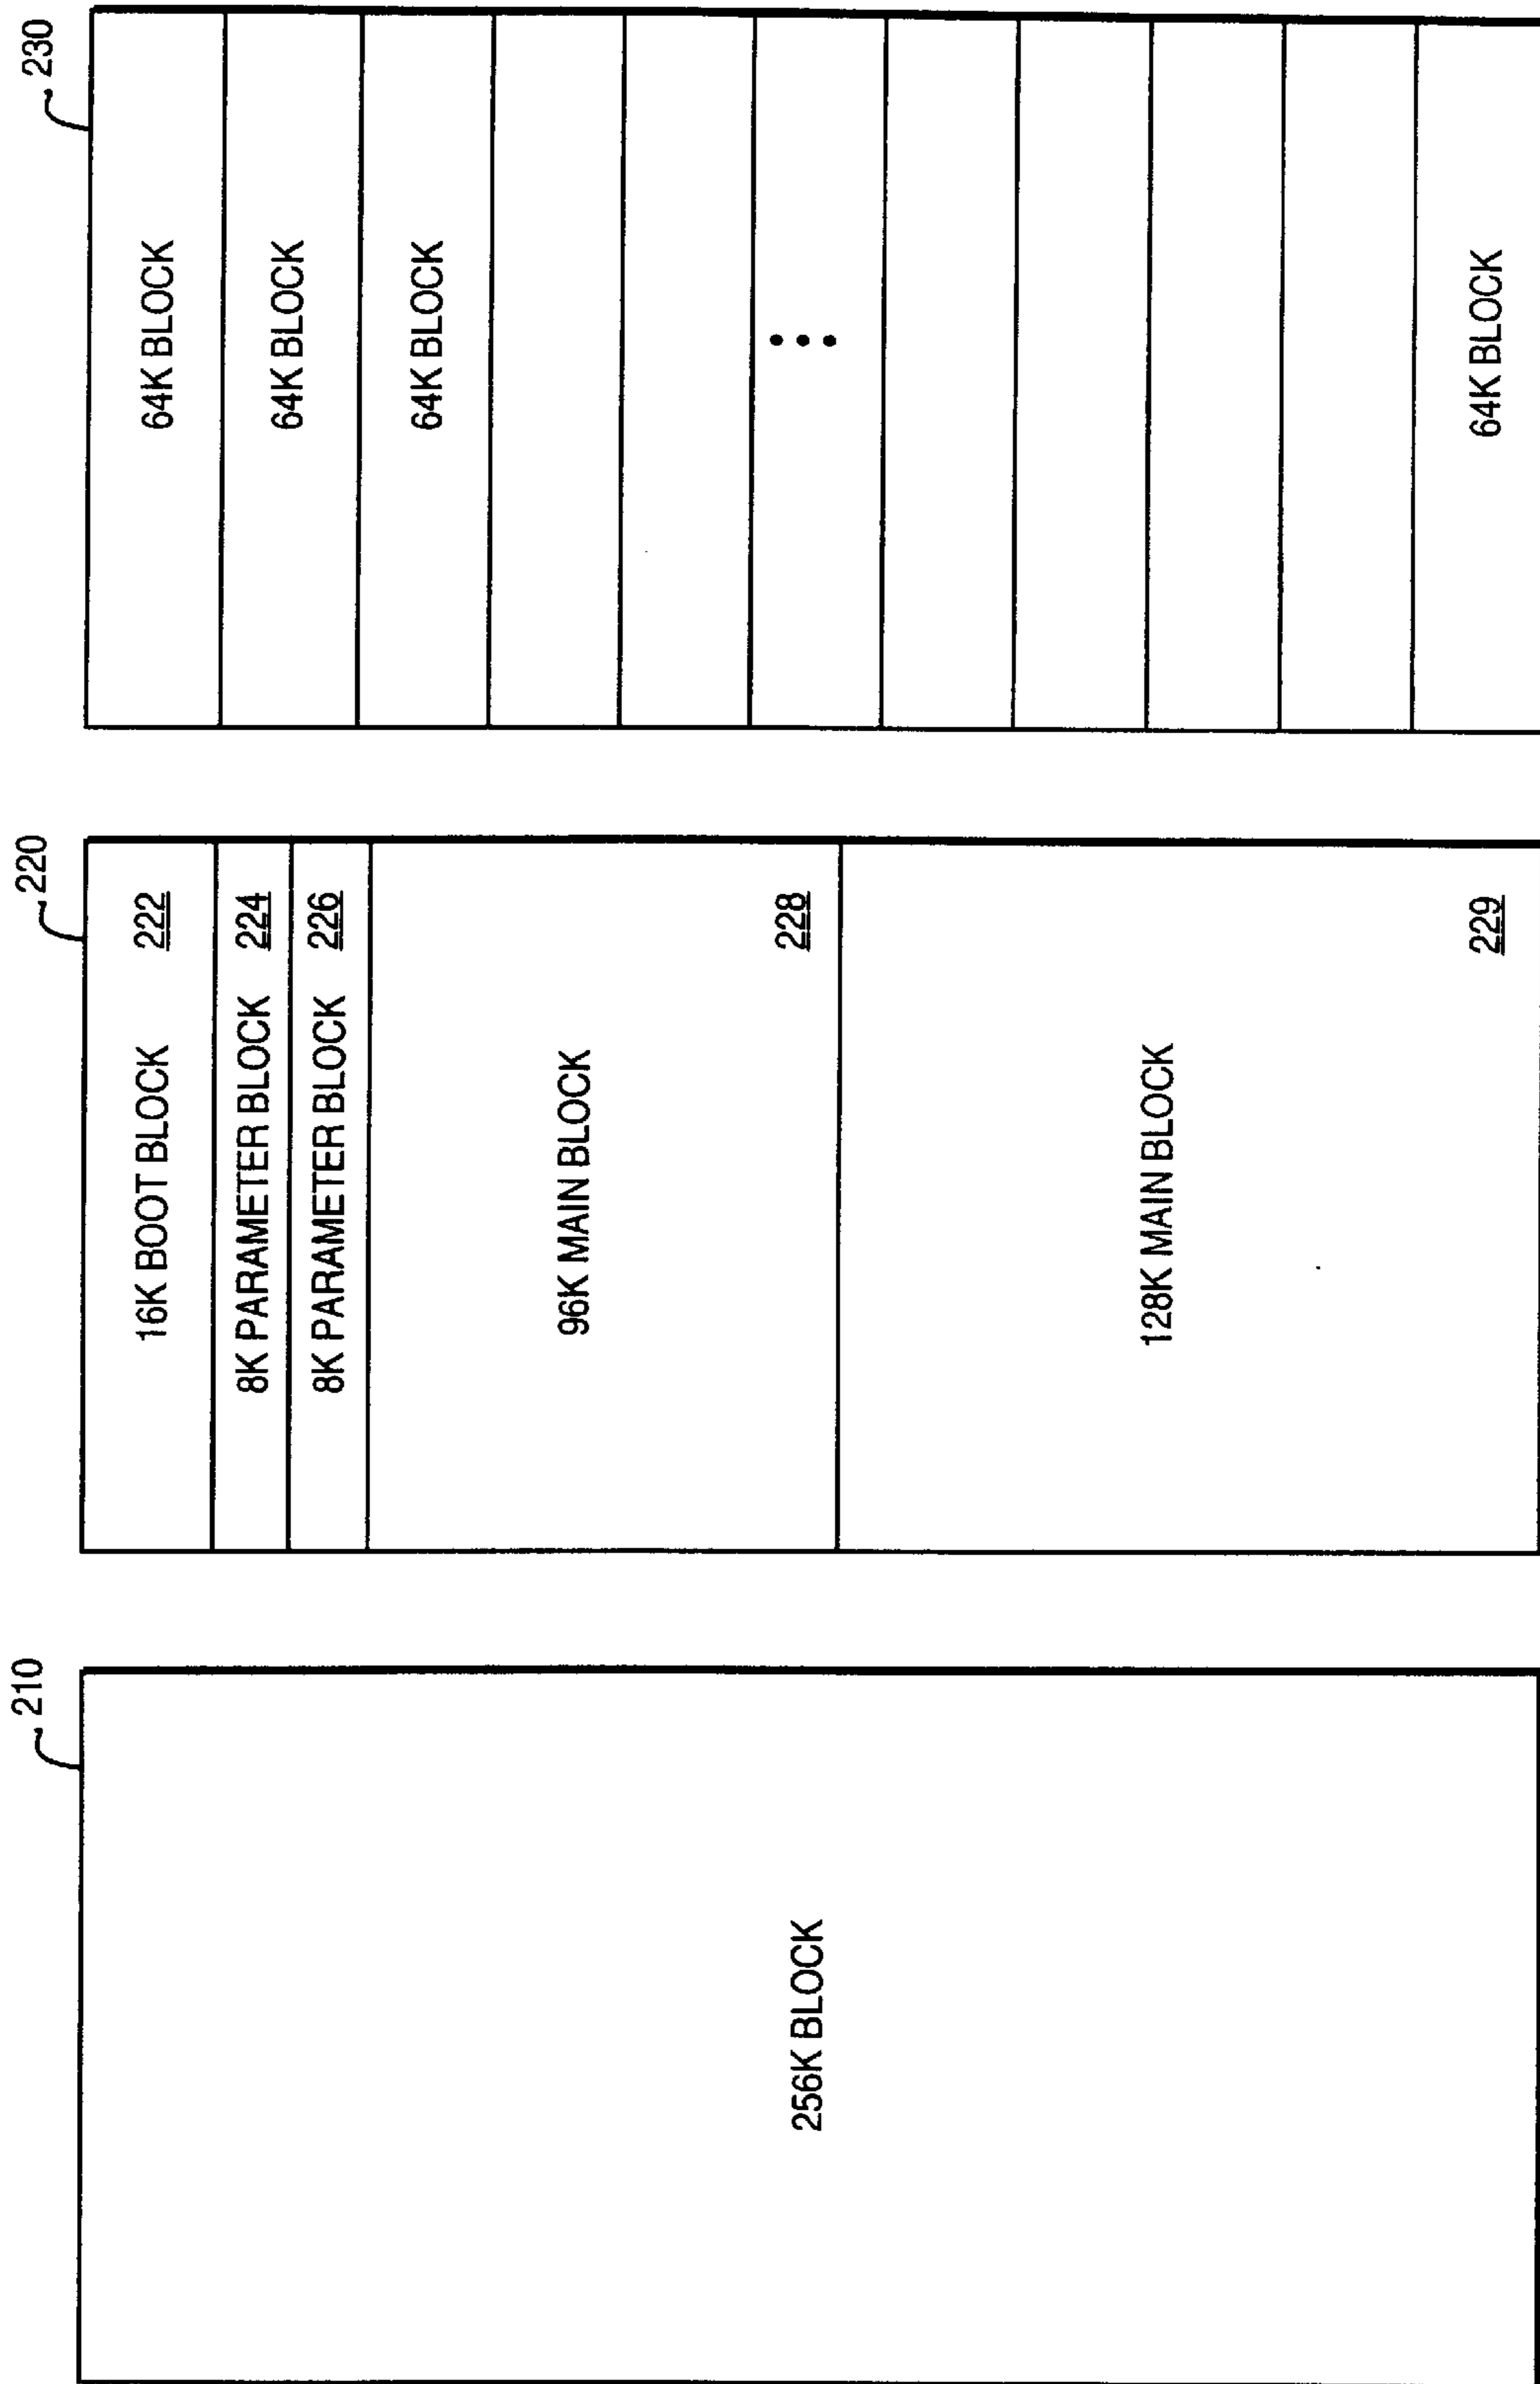 210
256K BLOCK
220
16K BOOT BLOCK 222
8K PARAMETER BLOCK 224
8K PARAMETER BLOCK 226
96K MAIN BLOCK
228
128K MAIN BLOCK
229
230
64K BLOCK
64K BLOCK
64K BLOCK
64K BLOCK